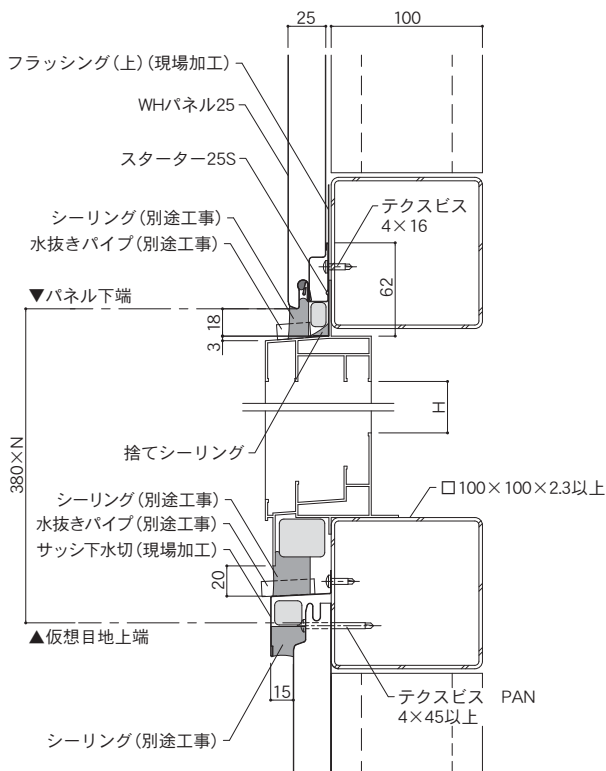 25
100
フラッシング(上)(現場加工)
WHパネル25
スターター25S
シーリング(別途工事)
水抜きパイプ(別途工事)
テクスビス
4×16
62
▼パネル下端
18
3
H
380×N
捨てシーリング
シーリング(別途工事)
水抜きパイプ(別途工事)
サッシ下水切(現場加工)
□100×100×2.3以上
20
▲仮想目地上端
15
テクスビス PAN
4×45以上
シーリング(別途工事)